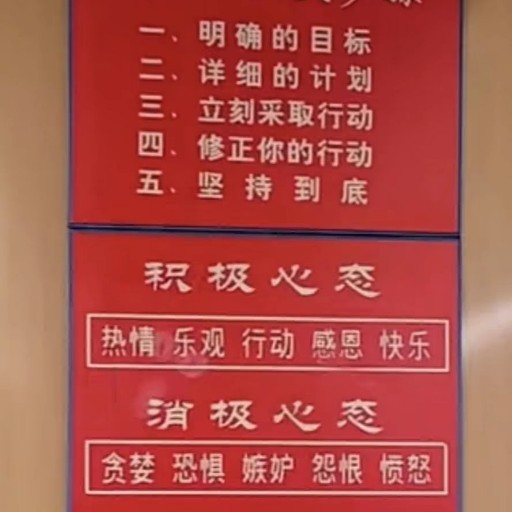 一、明确的目标
二、详细的计划
三、立刻采取行动
四、修正你的行动
五、坚持到底
积极心态
热情 乐观 行动 感恩 快乐
消极心态
贪婪 恐惧 嫉妒 怨恨 愤怒